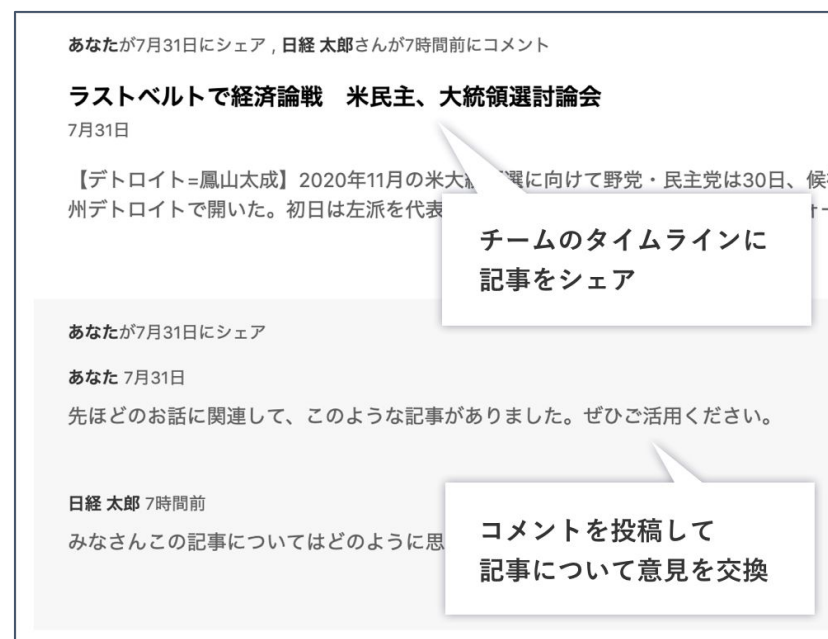 あなたが7月31日にシェア , 日経 太郎さんが7時間前にコメント
ラストベルトで経済論戦　米民主、大統領選討論会
7月31日
【デトロイト=鳳山太成】2020年11月の米大 選に向けて野党・民主党は30日、候
州デトロイトで開いた。初日は左派を代表
チームのタイムラインに
記事をシェア
あなたが7月31日にシェア
あなた 7月31日
先ほどのお話に関連して、このような記事がありました。ぜひご活用ください。
日経 太郎 7時間前
みなさんこの記事についてはどのように思
コメントを投稿して
記事について意見を交換